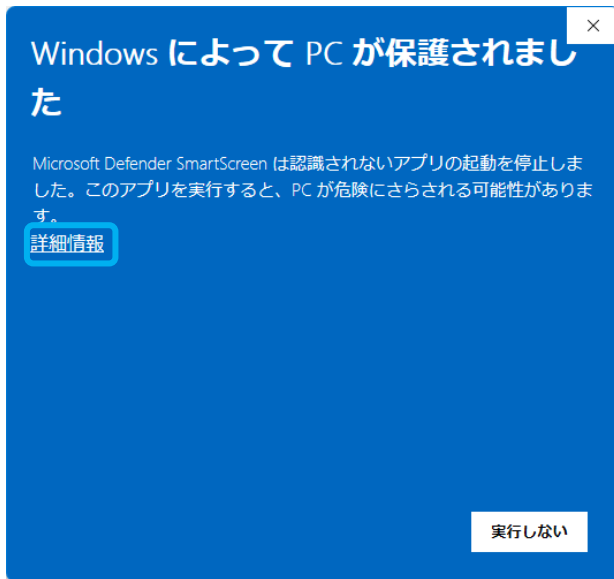 Windows によって PC が保護されまし
た
Microsoft Defender SmartScreen は認識されないアプリの起動を停止しま
した。このアプリを実行すると、PC が危険にさらされる可能性がありま
す。
詳細情報
実行しない